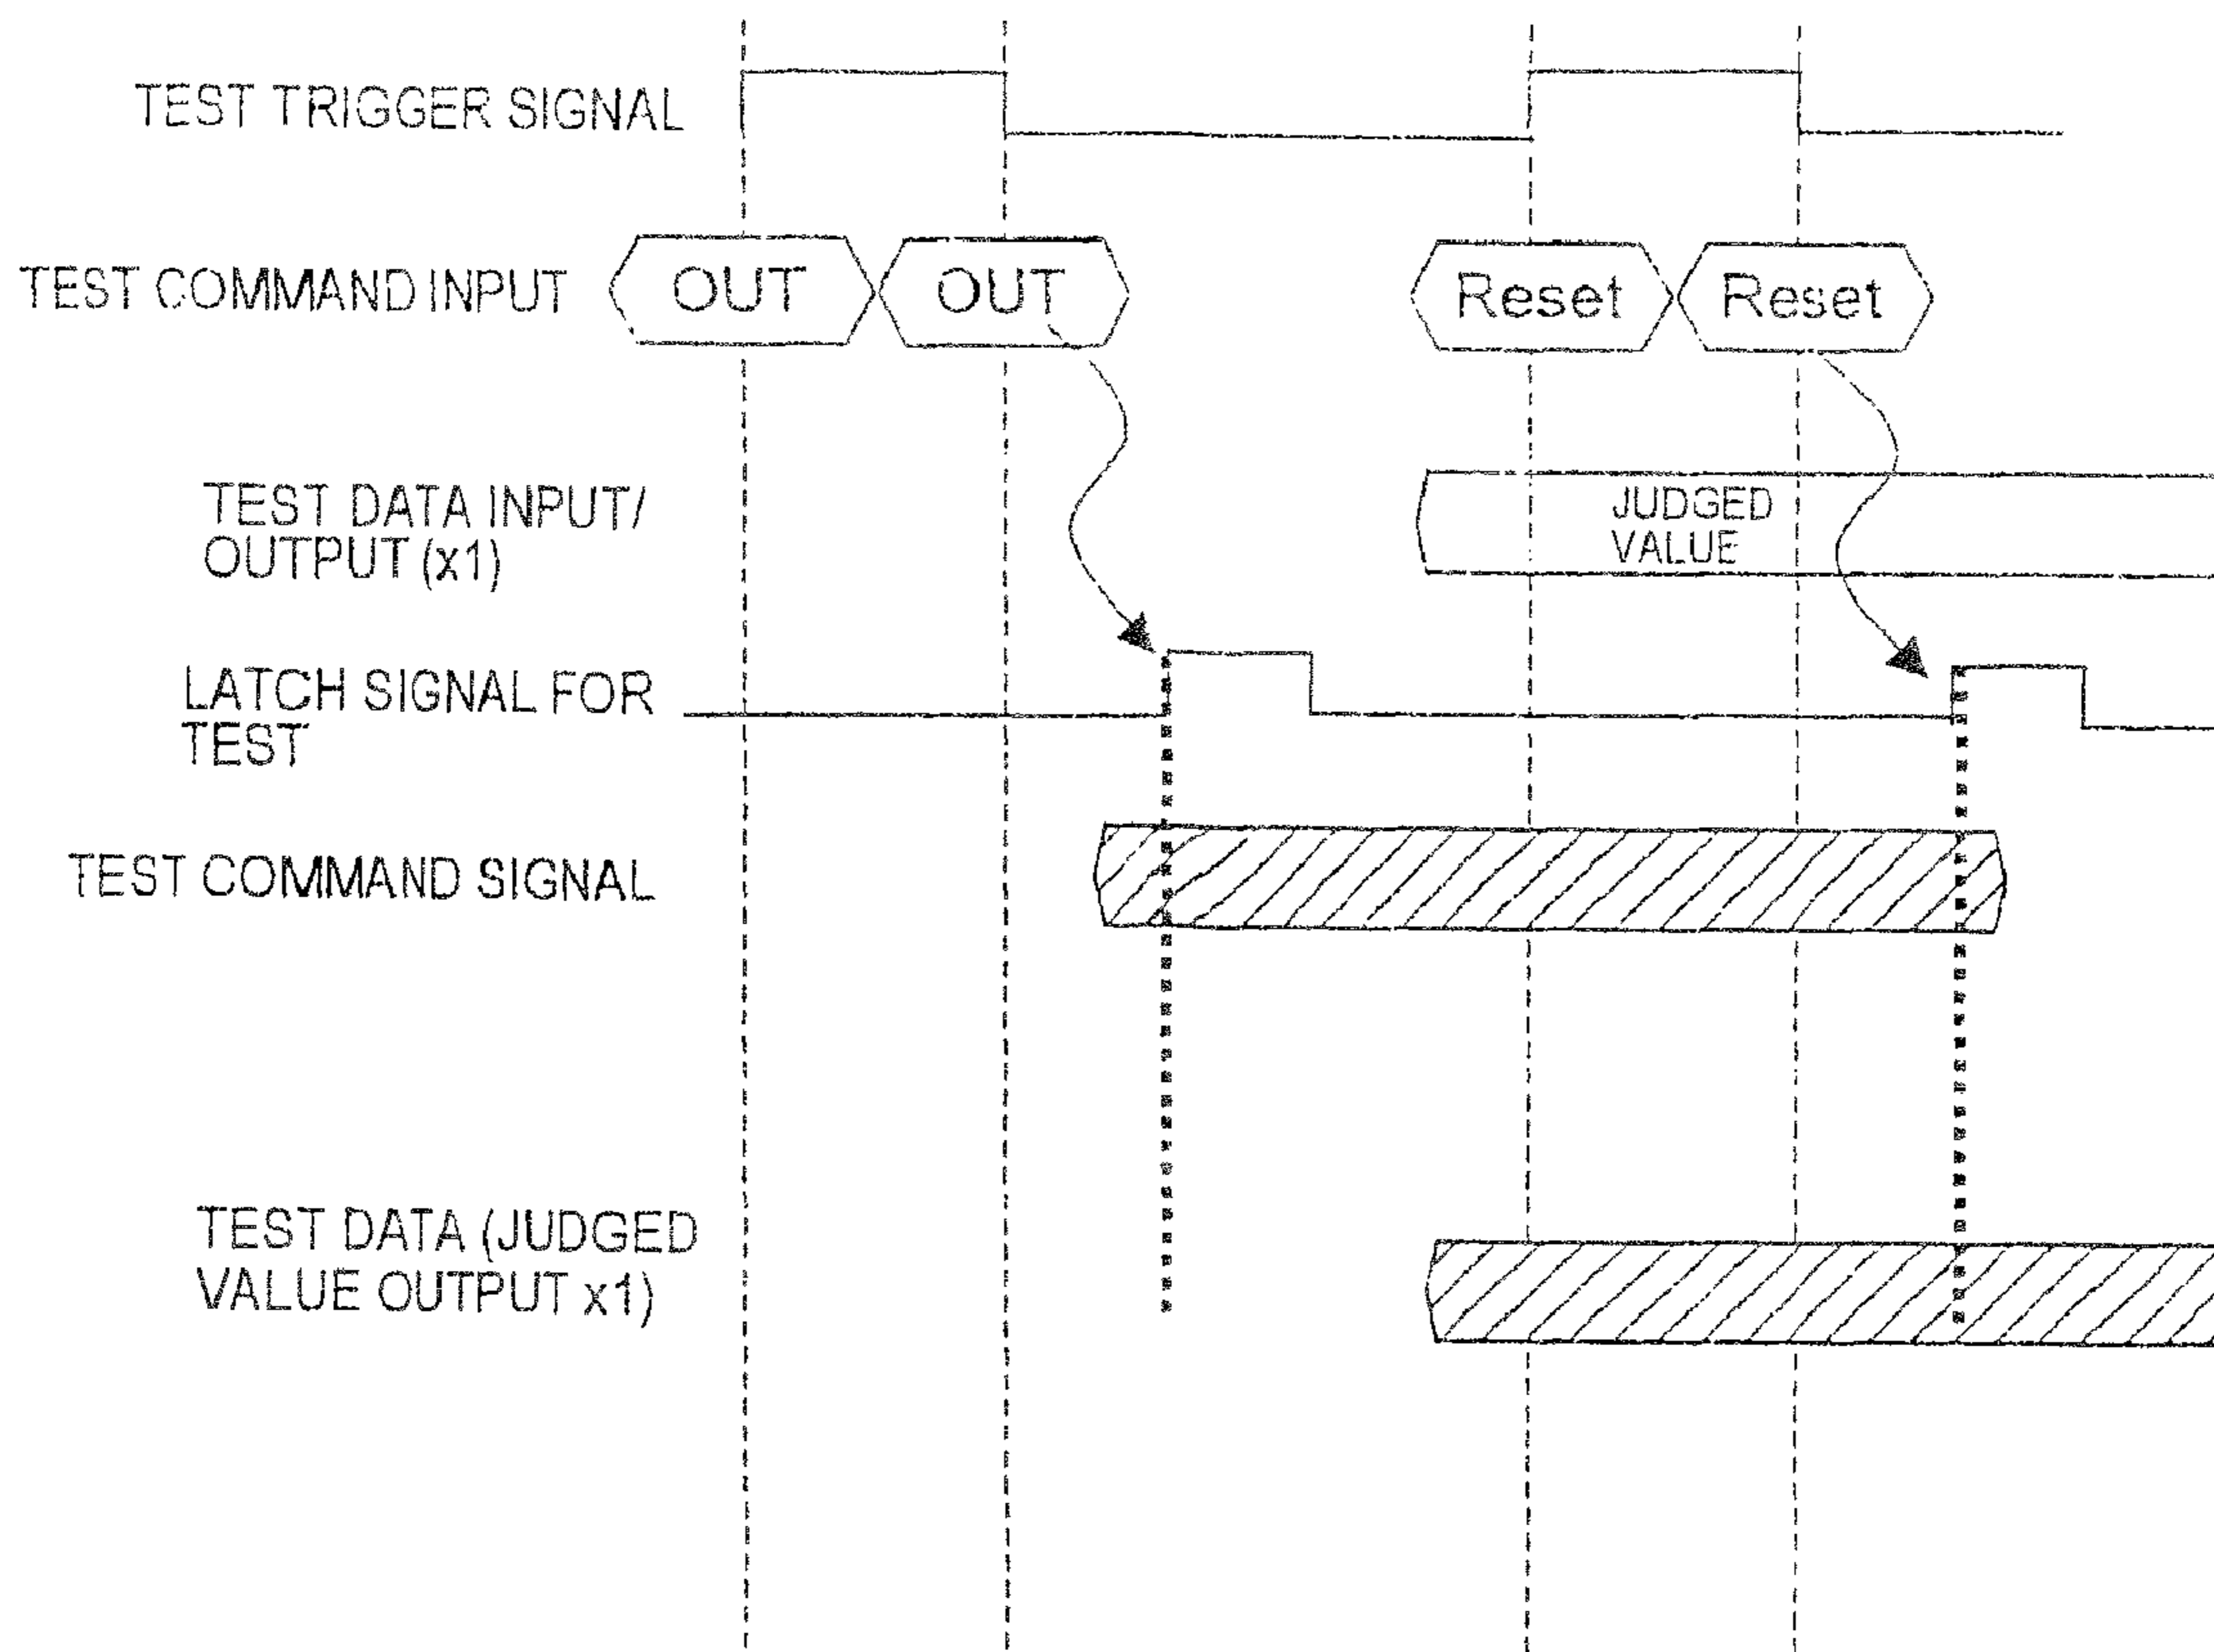 TEST TRIGGER SIGNAL
TEST COMMAND INPUT
OUT
OUT
Reset
Reset
TEST DATA INPUT/
OUTPUT (x1)
JUDGED
VALUE
LATCH SIGNAL FOR
TEST
TEST COMMAND SIGNAL
TEST DATA (JUDGED
VALUE OUTPUT x1)